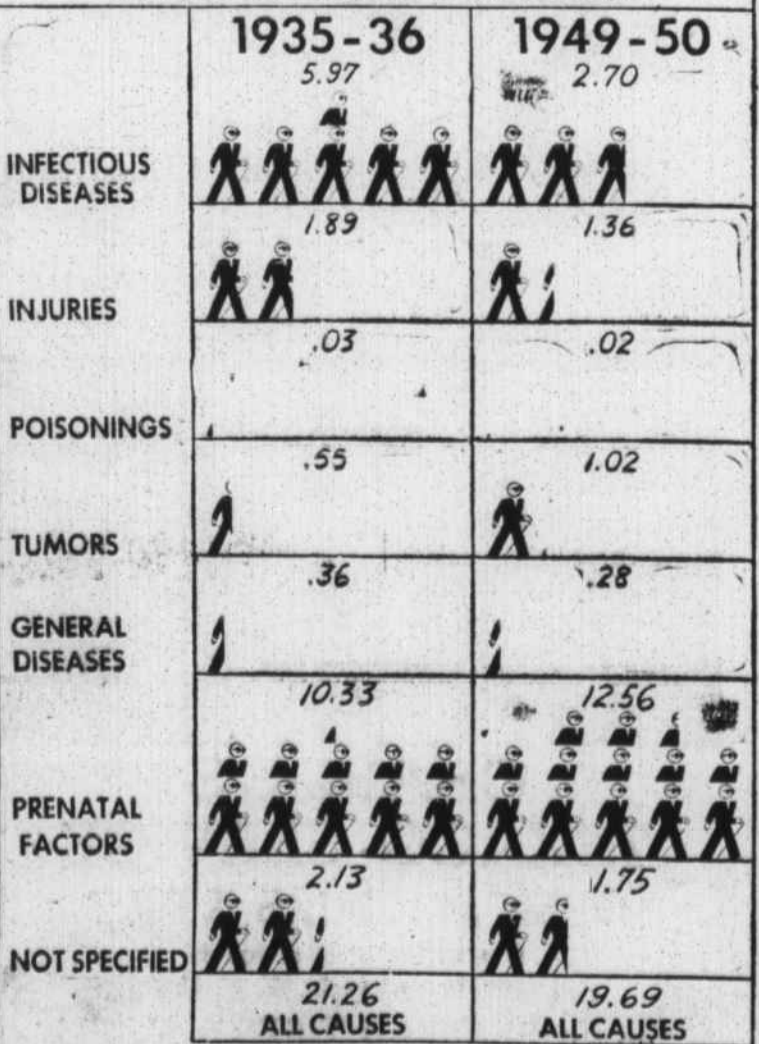 1935-36 1949-50
5.97 2.70
INFECTIOUS
DISEASES
1.89 1.36
INJURIES
.03 .02
POISONINGS
.55 1.02
TUMORS
.36 .28
GENERAL
DISEASES
10.33 12.56
PRENATAL
FACTORS
2.13 1.75
NOT SPECIFIED
21.26 19.69
ALL CAUSES ALL CAUSES